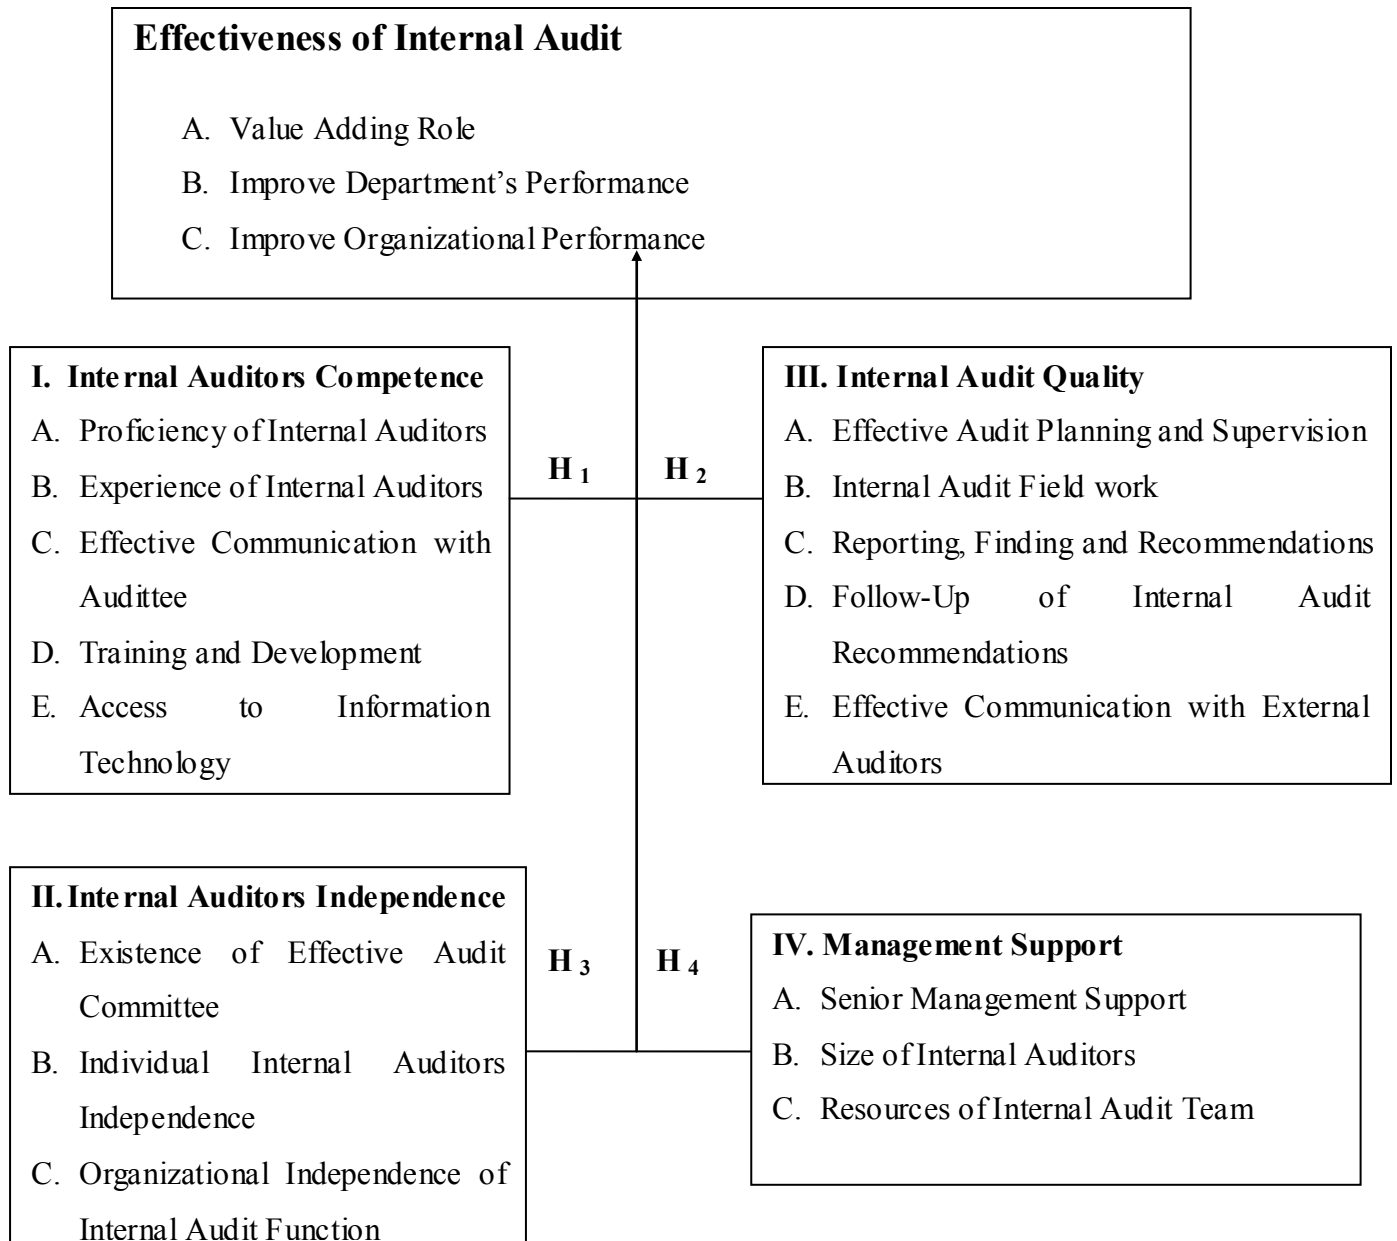 Effectiveness of Internal Audit
A. Value Adding Role
B. Improve Department’s Performance
C. Improve Organizational Performance
I. Internal Auditors Competence
A. Proficiency of Internal Auditors
B. Experience of Internal Auditors
C. Effective Communication with
Audittee
D. Training and Development
E. Access to Information
Technology
H 1
H 2
III. Internal Audit Quality
A. Effective Audit Planning and Supervision
B. Internal Audit Field work
C. Reporting, Finding and Recommendations
D. Follow-Up of Internal Audit
Recommendations
E. Effective Communication with External
Auditors
II. Internal Auditors Independence
A. Existence of Effective Audit
Committee
B. Individual Internal Auditors
Independence
C. Organizational Independence of
Internal Audit Function
H 3
H 4
IV. Management Support
A. Senior Management Support
B. Size of Internal Auditors
C. Resources of Internal Audit Team